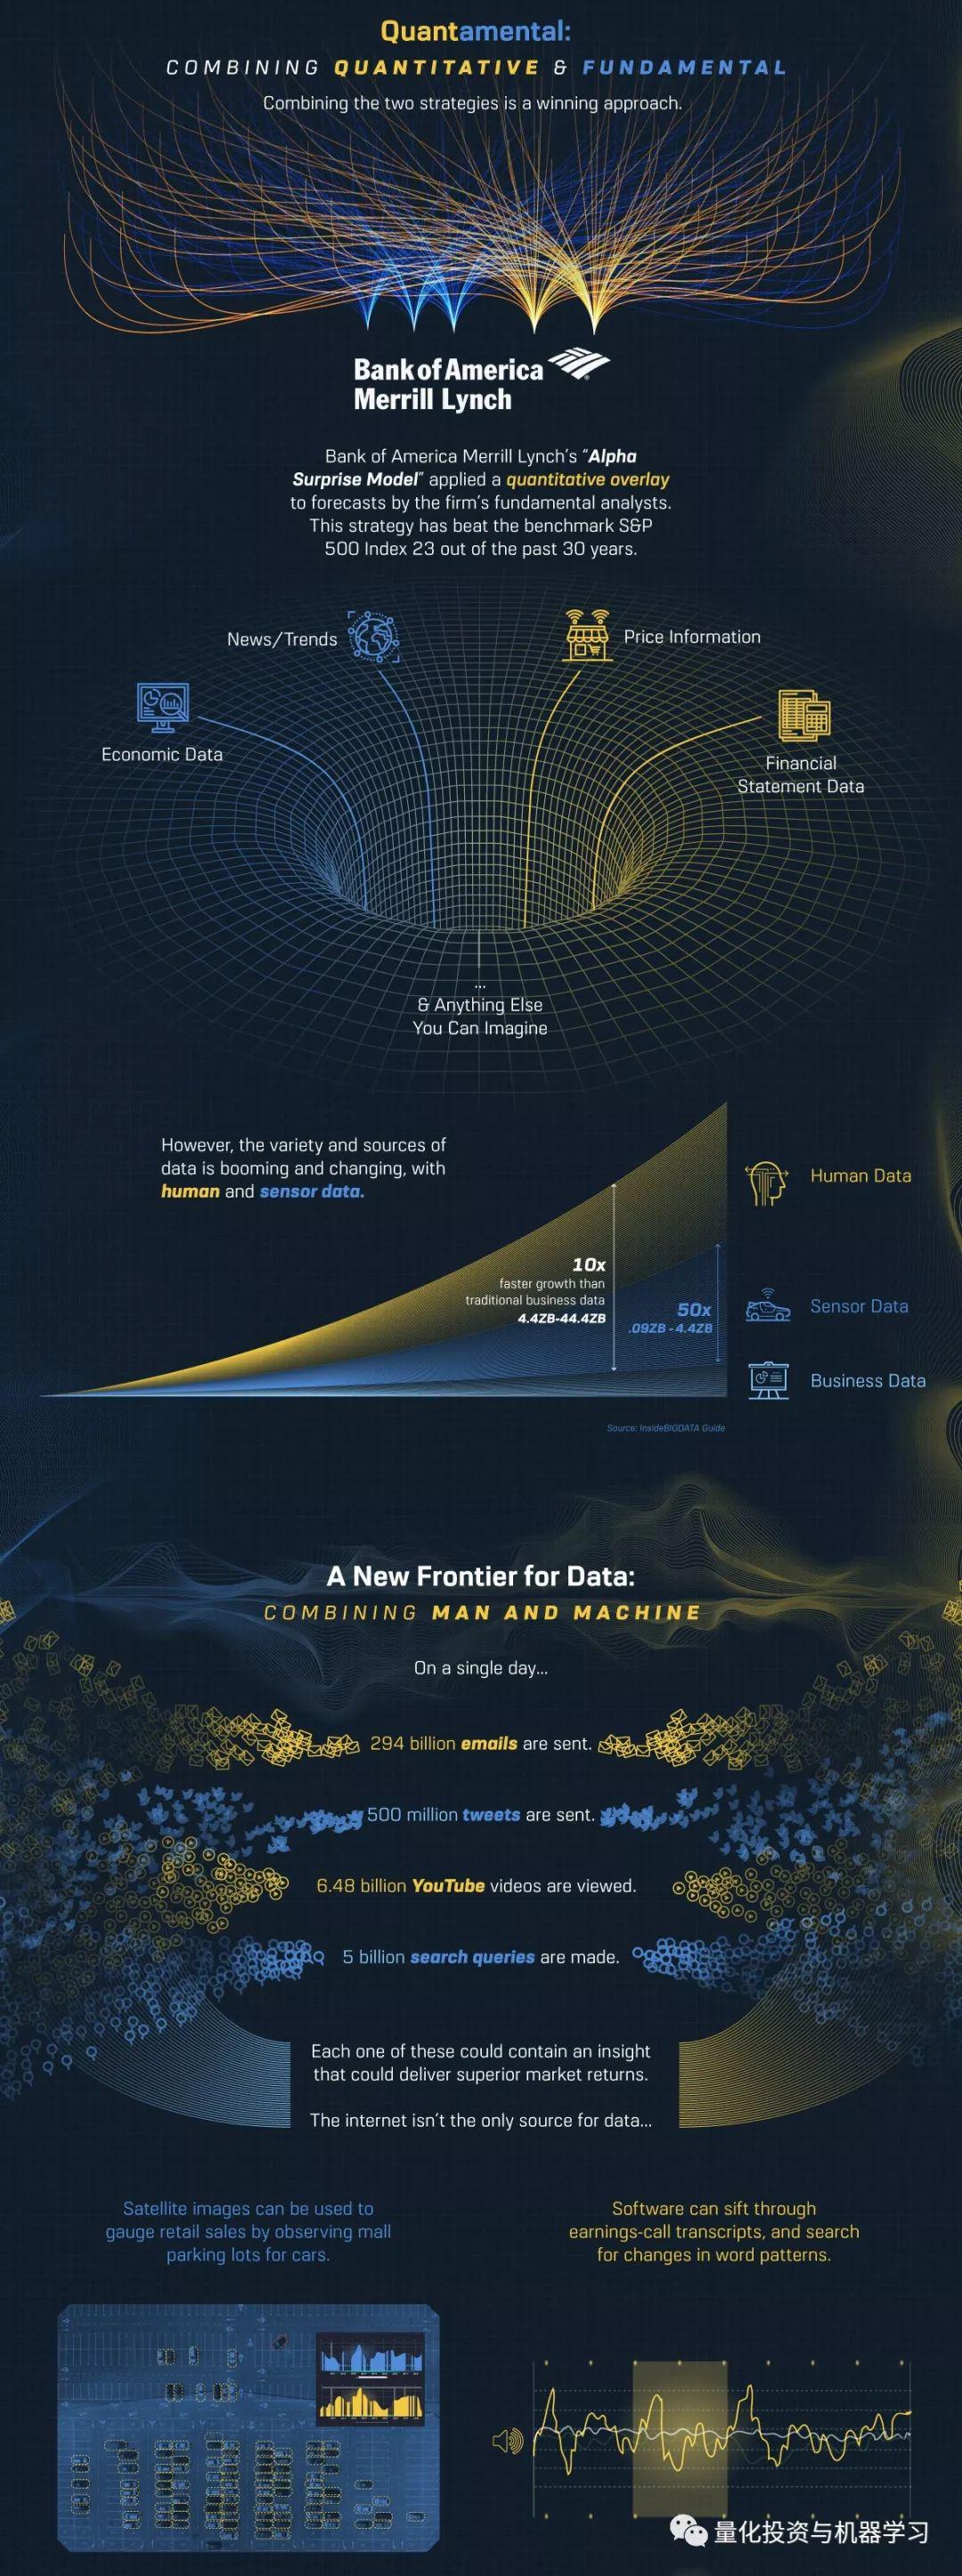 Quantamental:
COMBINING QUANTITATIVE & FUNDAMENTAL
Combining the two strategies is a winning approach.
Bank of America
Merrill Lynch
Bank of America Merrill Lynch's "Alpha
Surprise Model" applied a quantitative overlay
to forecasts by the firm's fundamental analysts.
This strategy has beat the benchmark S&P
500 Index 23 out of the past 30 years.
News/Trends
Price Information
Economic Data
Financial
Statement Data
...
& Anything Else
You Can Imagine
However, the variety and sources of
data is booming and changing, with
human and sensor data.
Human Data
10x
faster growth than
traditional business data
4.4ZB-44.4ZB
50x
.09ZB - 4.4ZB
Sensor Data
Business Data
Source: InsideBIGDATA Guide
A New Frontier for Data:
COMBINING MAN AND MACHINE
On a single day...
294 billion emails are sent.
500 million tweets are sent.
6.48 billion YouTube videos are viewed.
5 billion search queries are made.
Each one of these could contain an insight
that could deliver superior market returns.
The internet isn't the only source for data...
Satellite images can be used to
gauge retail sales by observing mall
parking lots for cars.
Software can sift through
earnings-call transcripts, and search
for changes in word patterns.
量化投资与机器学习